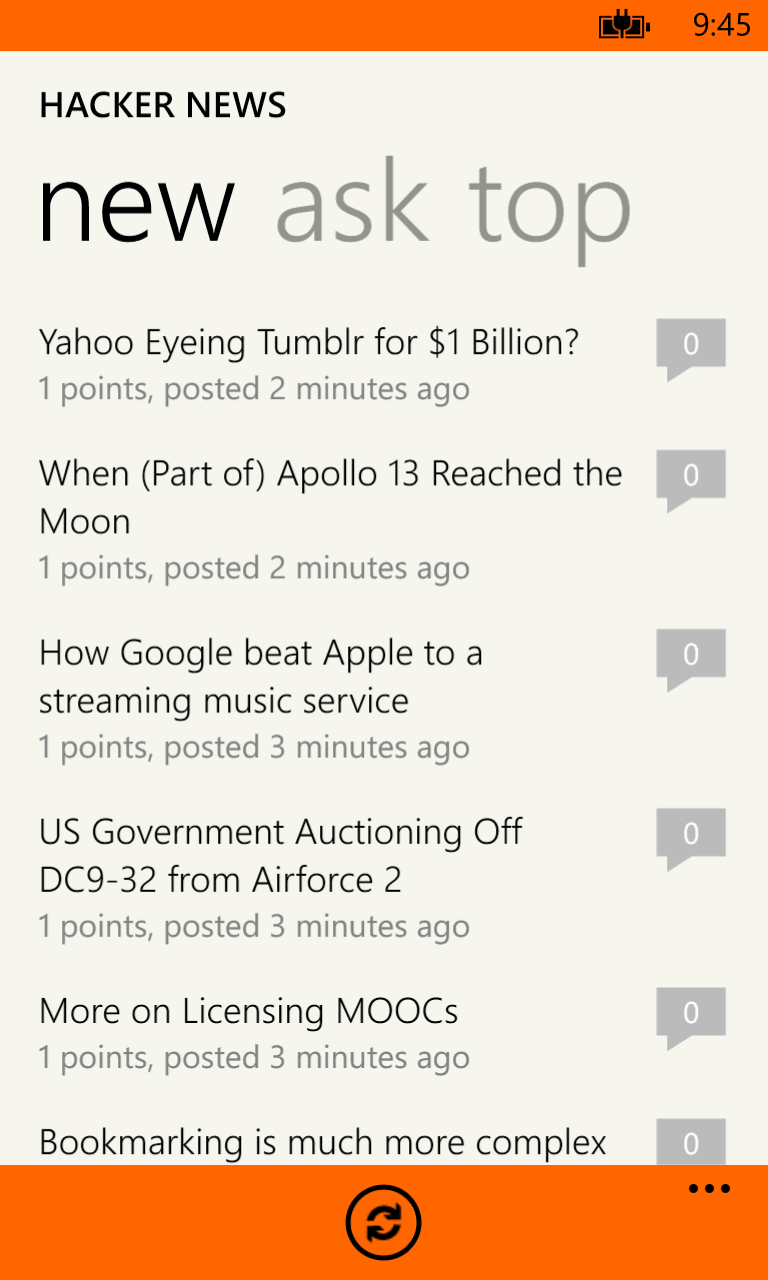 9:45
HACKER NEWS
new ask top
Yahoo Eyeing Tumblr for $1 Billion?
0
1 points, posted 2 minutes ago
When (Part of) Apollo 13 Reached the
0
Moon
1 points, posted 2 minutes ago
How Google beat Apple to a
0
streaming music service
1 points, posted 3 minutes ago
US Government Auctioning Off
0
DC9-32 from Airforce 2
1 points, posted 3 minutes ago
More on Licensing MOOCs
0
1 points, posted 3 minutes ago
Bookmarking is much more complex
0